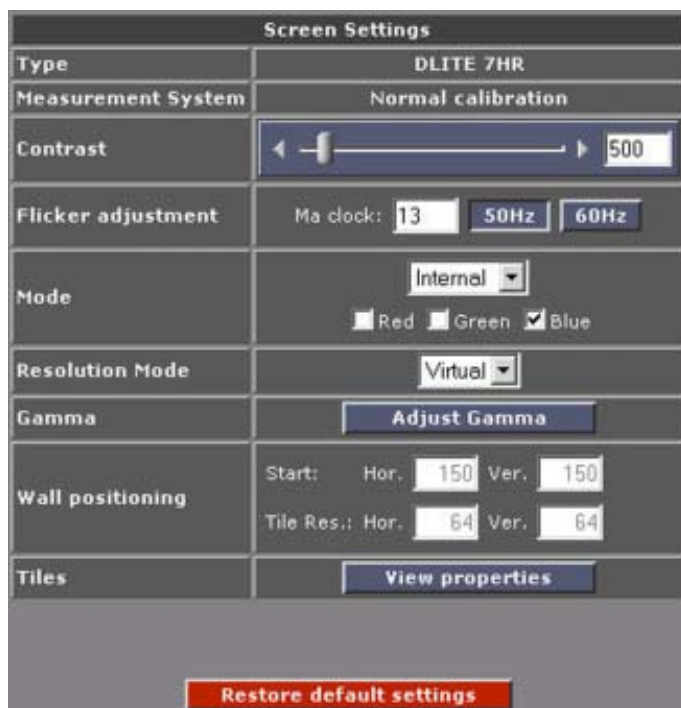 Screen Settings
Type DLITE 7HR
Measurement System Normal calibration
Contrast 500
Flicker adjustment Ma clock: 13 50Hz 60Hz
Mode Internal
Red Green Blue
Resolution Mode Virtual
Gamma Adjust Gamma
Wall positioning
Start: Hor. 150 Ver. 150
Tile Res.: Hor. 64 Ver. 64
Tiles View properties
Restore default settings